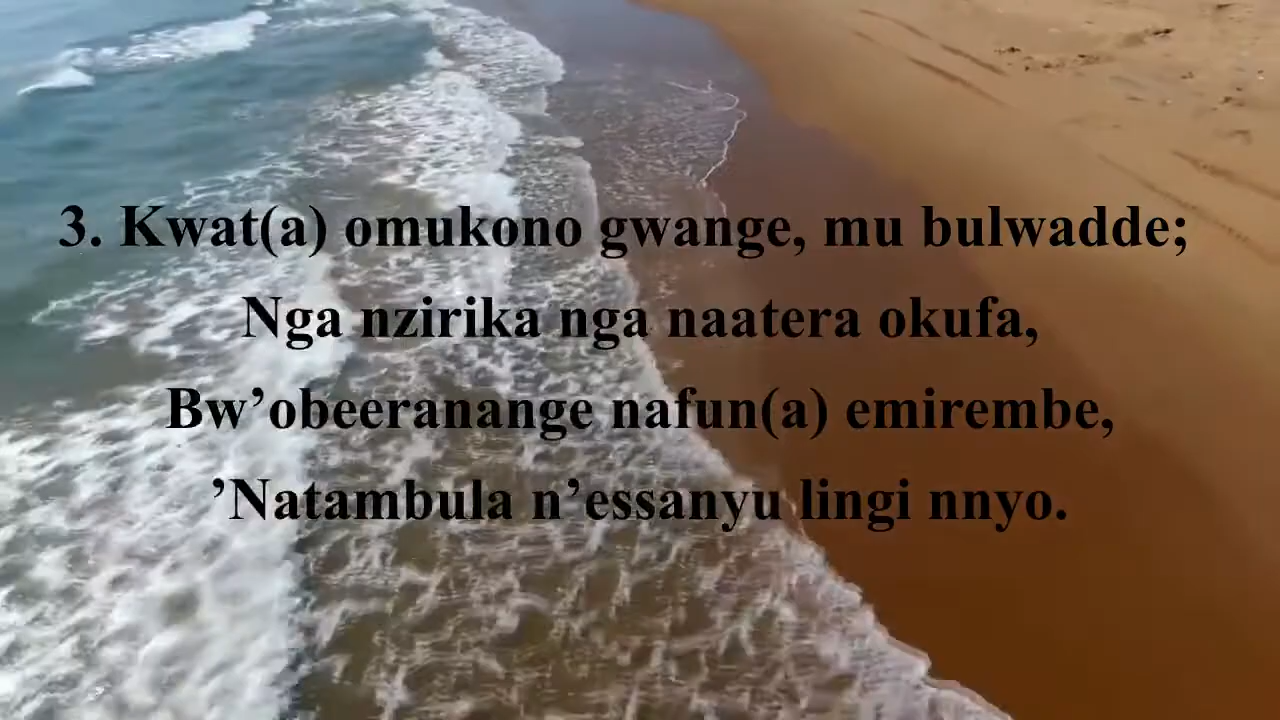 3. Kwat(a) omukono gwange, mu bulwadde;
Nga nzirika nga naatera okufa,
Bw’obeeranange nafun(a) emirembe,
’Natambula n’essanyu lingi nnyo.